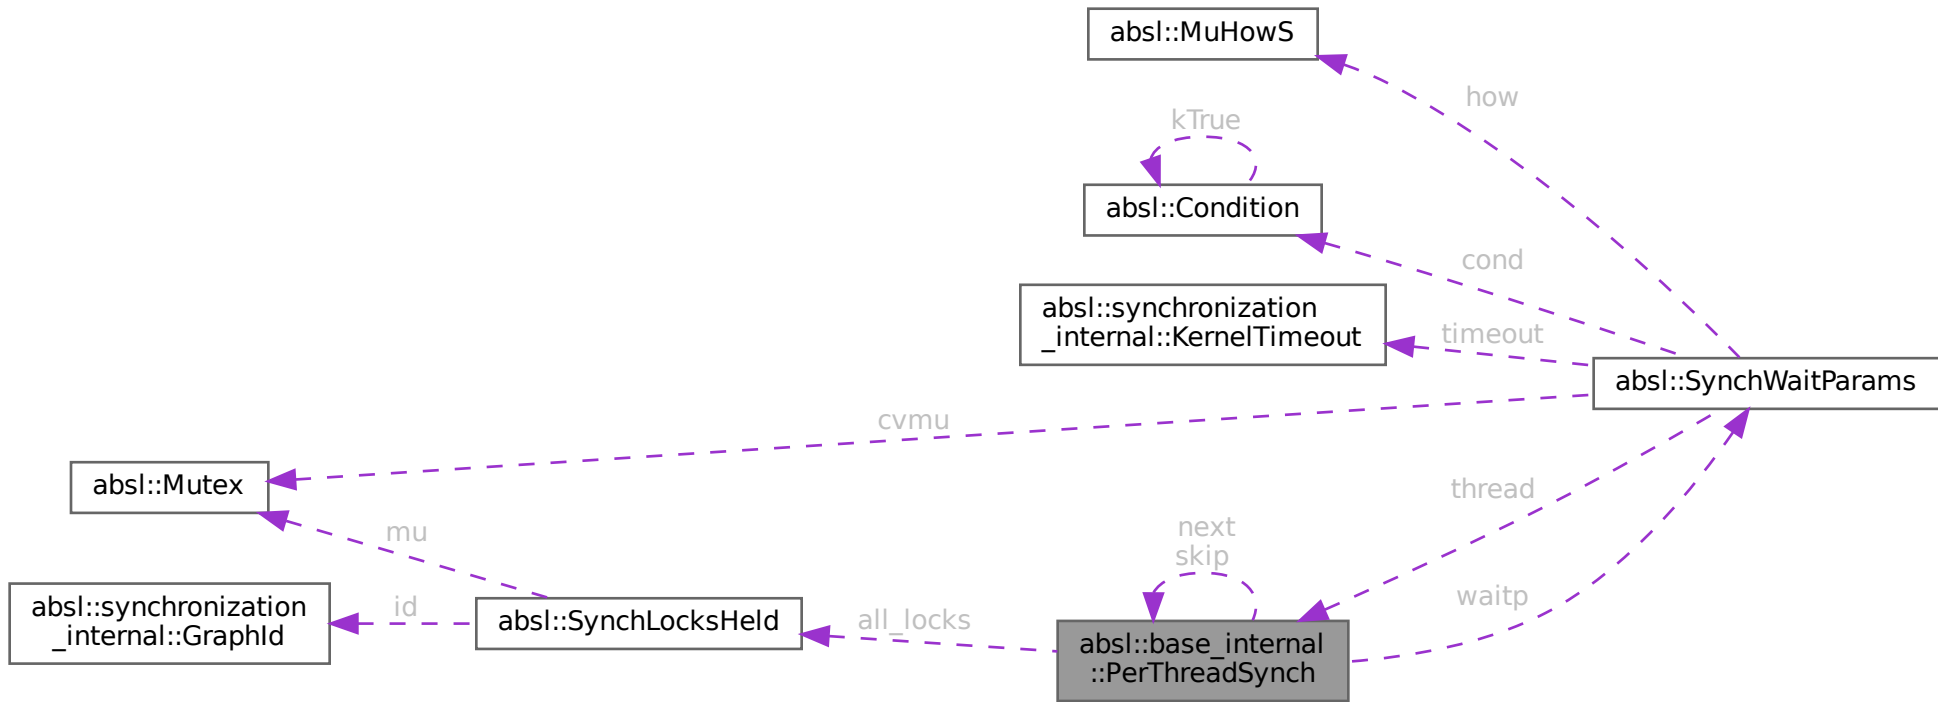 absl::MuHowS
how
kTrue
absl::Condition
cond
absl::synchronization
_internal::KernelTimeout
timeout
absl::SynchWaitParams
cvmu
absl::Mutex
thread
next
skip
mu
waitp
absl::synchronization
_internal::GraphId
id
absl::SynchLocksHeld
all_locks
absl::base_internal
::PerThreadSynch